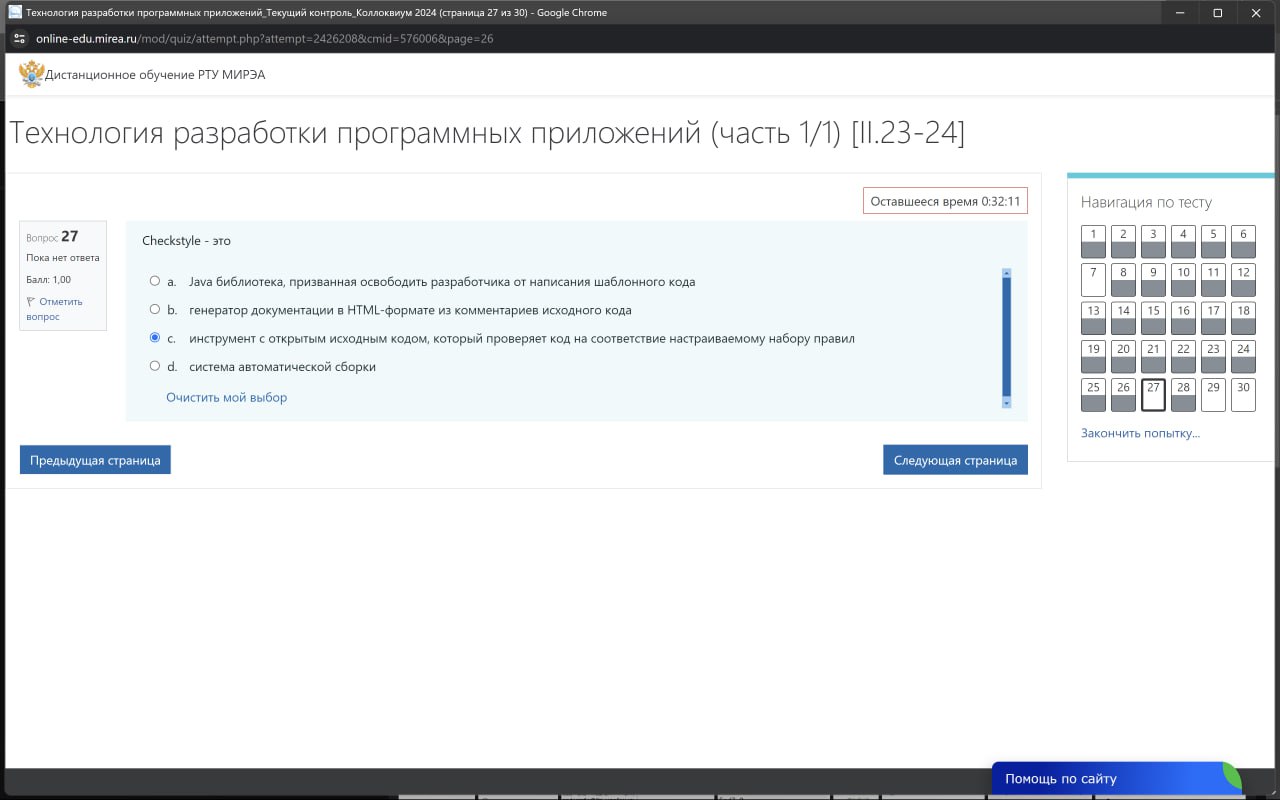 Технология разработки программных приложений_Текущий контроль_Коллоквиум 2024 (страница 27 из 30) - Google Chrome
online-edu.mirea.ru/mod/quiz/attempt.php?attempt=2426208&cmid=576006&page=26
Дистанционное обучение РТУ МИРЭА
Технология разработки программных приложений (часть 1/1) [II.23-24]
Оставшееся время 0:32:11
Вопрос 27
Пока нет ответа
Балл: 1,00
Отметить
вопрос
Checkstyle - это
a. Java библиотека, призванная освободить разработчика от написания шаблонного кода
b. генератор документации в HTML-формате из комментариев исходного кода
c. инструмент с открытым исходным кодом, который проверяет код на соответствие настраиваемому набору правил
d. система автоматической сборки
Очистить мой выбор
Предыдущая страница
Следующая страница
Навигация по тесту
1 2 3 4 5 6
7 8 9 10 11 12
13 14 15 16 17 18
19 20 21 22 23 24
25 26 27 28 29 30
Закончить попытку...
Помощь по сайту